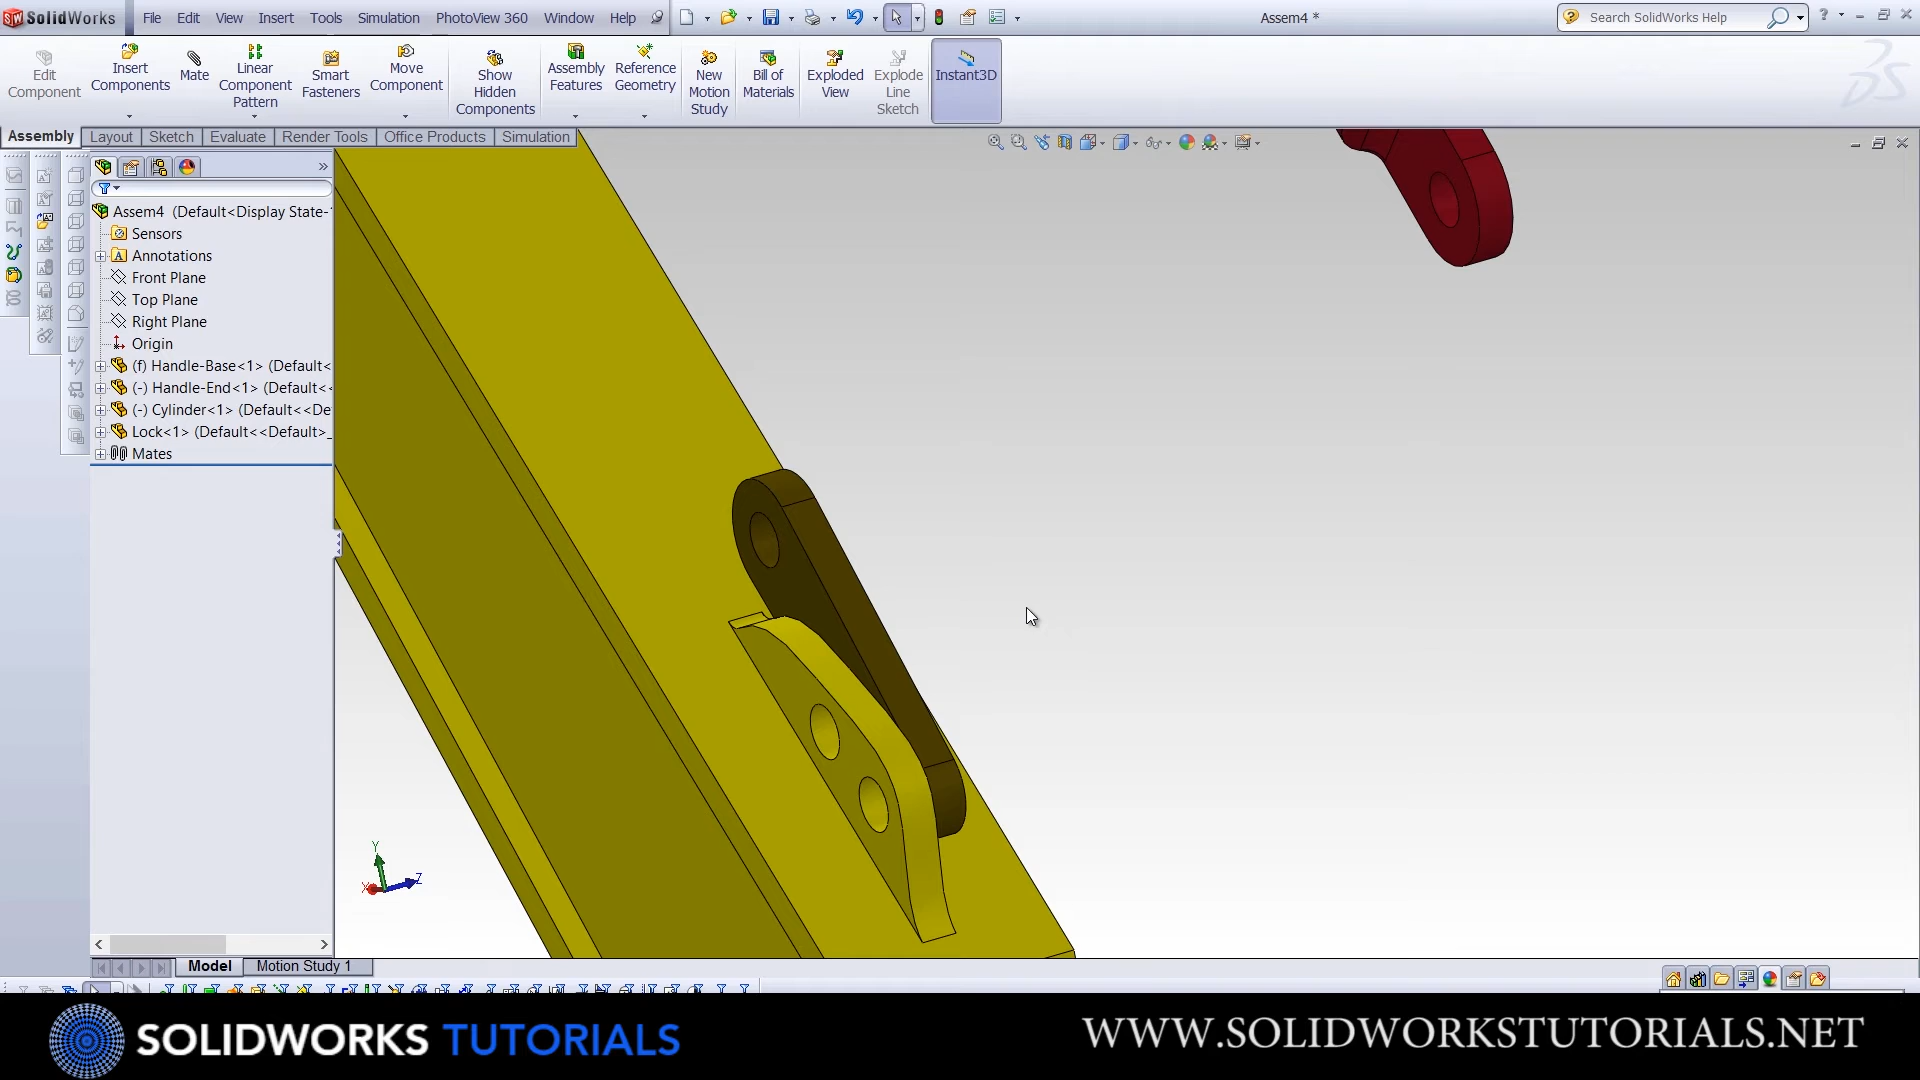 SolidWorks
File Edit View Insert Tools Simulation PhotoView 360 Window Help
Assem4 *
Search SolidWorks Help
Edit Component
Insert Components
Mate
Linear Component Pattern
Smart Fasteners
Move Component
Show Hidden Components
Assembly Features
Reference Geometry
New Motion Study
Bill of Materials
Exploded View
Explode Line Sketch
Instant3D
Assembly Layout Sketch Evaluate Render Tools Office Products Simulation
Assem4 (Default<Display State-
Sensors
Annotations
Front Plane
Top Plane
Right Plane
Origin
(f) Handle-Base<1> (Default<
(-) Handle-End<1> (Default<
(-) Cylinder<1> (Default<<De
Lock<1> (Default<<Default>_
Mates
Y
X
Z
Model Motion Study 1
SOLIDWORKS TUTORIALS
WWW.SOLIDWORKSTUTORIALS.NET